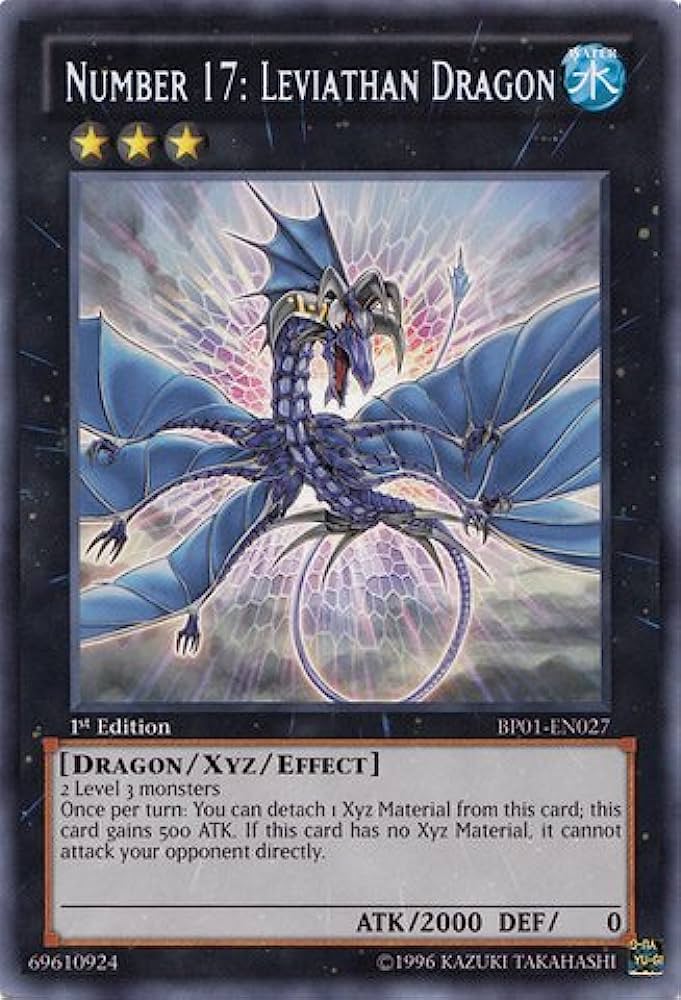 NUMBER 17: LEVIATHAN DRAGON
WATER
水
1st Edition
BP01-EN027
[DRAGON/XYZ/EFFECT]
2 Level 3 monsters
Once per turn: You can detach 1 Xyz Material from this card; this
card gains 500 ATK. If this card has no Xyz Material, it cannot
attack your opponent directly.
ATK/2000 DEF/ 0
69610924
©1996 KAZUKI TAKAHASHI